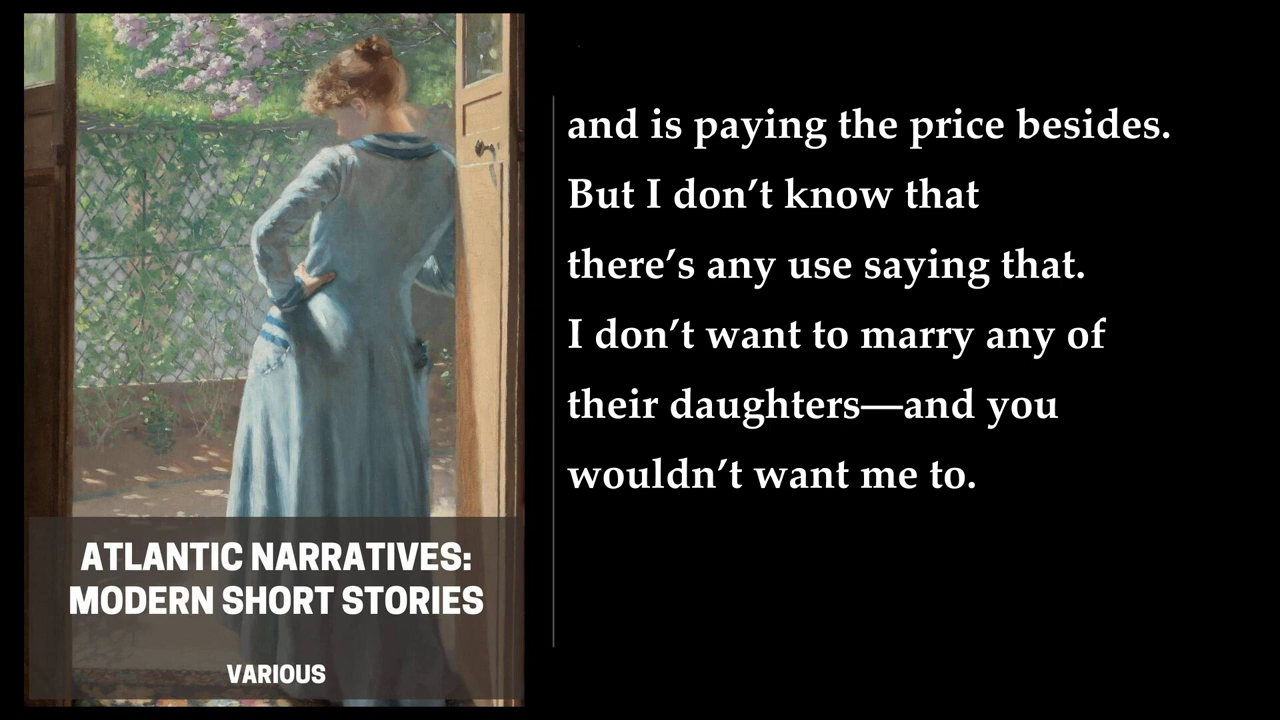 and is paying the price besides.
But I don’t know that
there’s any use saying that.
I don’t want to marry any of
their daughters—and you
wouldn’t want me to.
ATLANTIC NARRATIVES:
MODERN SHORT STORIES
VARIOUS